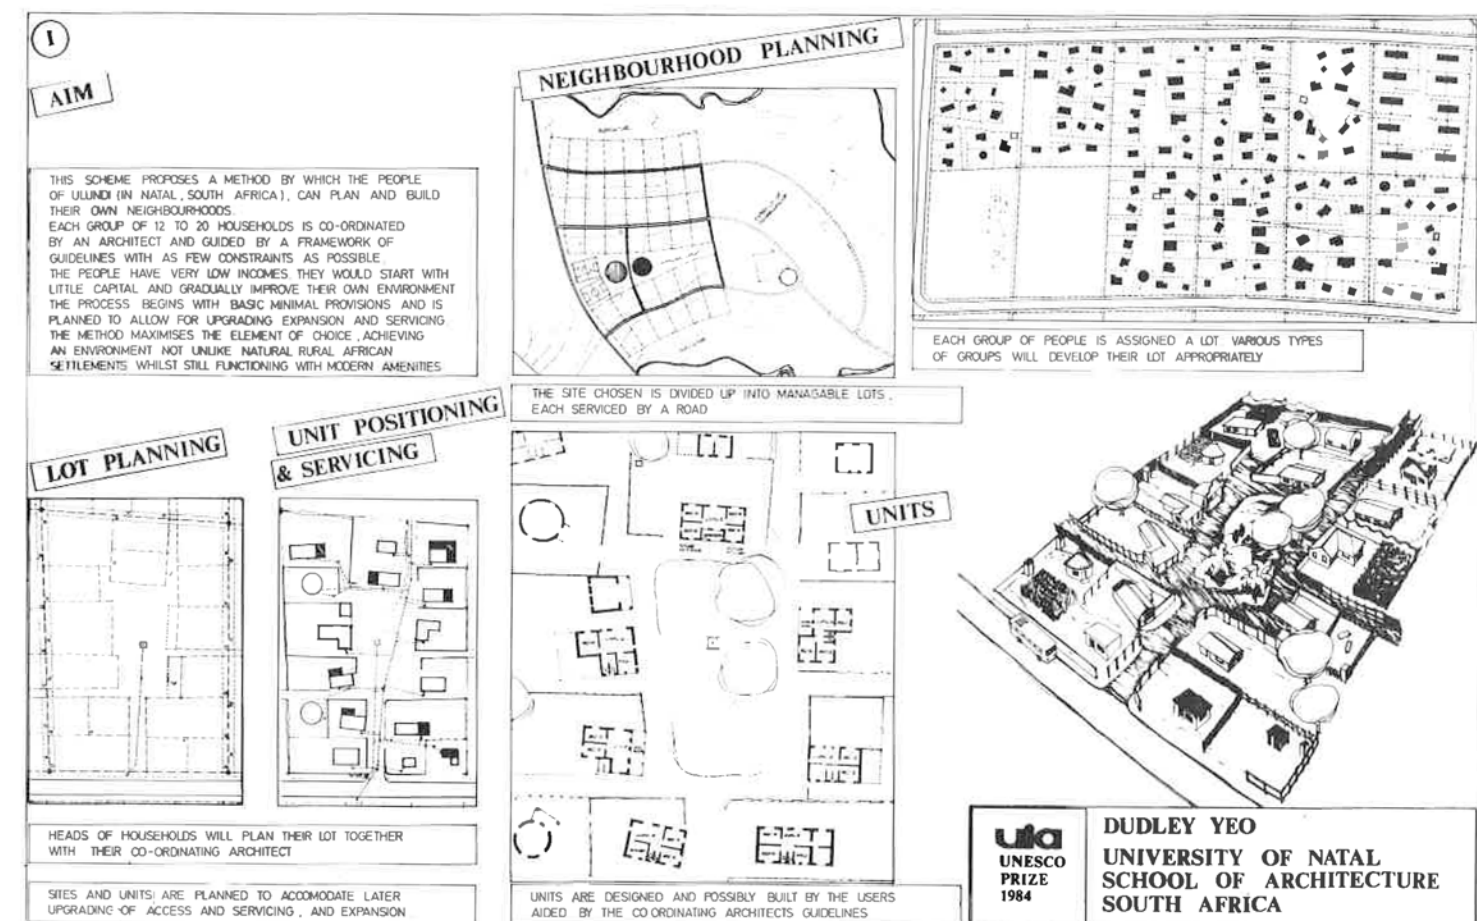 I
AIM
THIS SCHEME PROPOSES A METHOD BY WHICH THE PEOPLE
OF ULUNDI (IN NATAL, SOUTH AFRICA), CAN PLAN AND BUILD
THEIR OWN NEIGHBOURHOODS.
EACH GROUP OF 12 TO 20 HOUSEHOLDS IS CO-ORDINATED
BY AN ARCHITECT AND GUIDED BY A FRAMEWORK OF
GUIDELINES WITH AS FEW CONSTRAINTS AS POSSIBLE.
THE PEOPLE HAVE VERY LOW INCOMES. THEY WOULD START WITH
LITTLE CAPITAL AND GRADUALLY IMPROVE THEIR OWN ENVIRONMENT
THE PROCESS BEGINS WITH BASIC MINIMAL PROVISIONS AND IS
PLANNED TO ALLOW FOR UPGRADING EXPANSION AND SERVICING.
THE METHOD MAXIMISES THE ELEMENT OF CHOICE, ACHIEVING
AN ENVIRONMENT NOT UNLIKE NATURAL RURAL AFRICAN
SETTLEMENTS WHILST STILL FUNCTIONING WITH MODERN AMENITIES
NEIGHBOURHOOD PLANNING
THE SITE CHOSEN IS DIVIDED UP INTO MANAGABLE LOTS,
EACH SERVICED BY A ROAD
EACH GROUP OF PEOPLE IS ASSIGNED A LOT. VARIOUS TYPES
OF GROUPS WILL DEVELOP THEIR LOT APPROPRIATELY
LOT PLANNING
UNIT POSITIONING
& SERVICING
HEADS OF HOUSEHOLDS WILL PLAN THEIR LOT TOGETHER
WITH THEIR CO-ORDINATING ARCHITECT
SITES AND UNITS ARE PLANNED TO ACCOMODATE LATER
UPGRADING OF ACCESS AND SERVICING, AND EXPANSION
UNITS
UNITS ARE DESIGNED AND POSSIBLY BUILT BY THE USERS
AIDED BY THE CO ORDINATING ARCHITECTS GUIDELINES
uia
UNESCO
PRIZE
1984
DUDLEY YEO
UNIVERSITY OF NATAL
SCHOOL OF ARCHITECTURE
SOUTH AFRICA